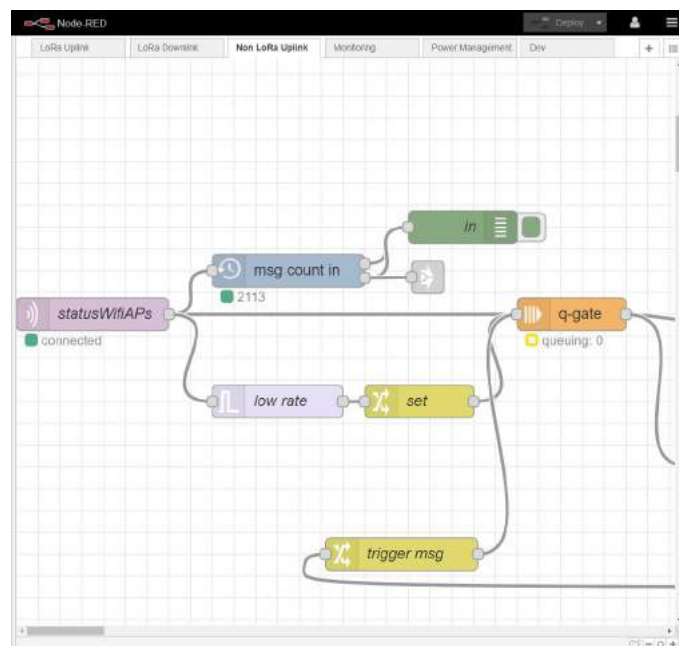 Node-RED
Deploy
LoRa Uplink
LoRa Downlink
Non LoRa Uplink
Monitoring
Power Management
Dev
in
msg count in
2113
statusWifiAPs
connected
q-gate
queuing: 0
low rate
set
trigger msg